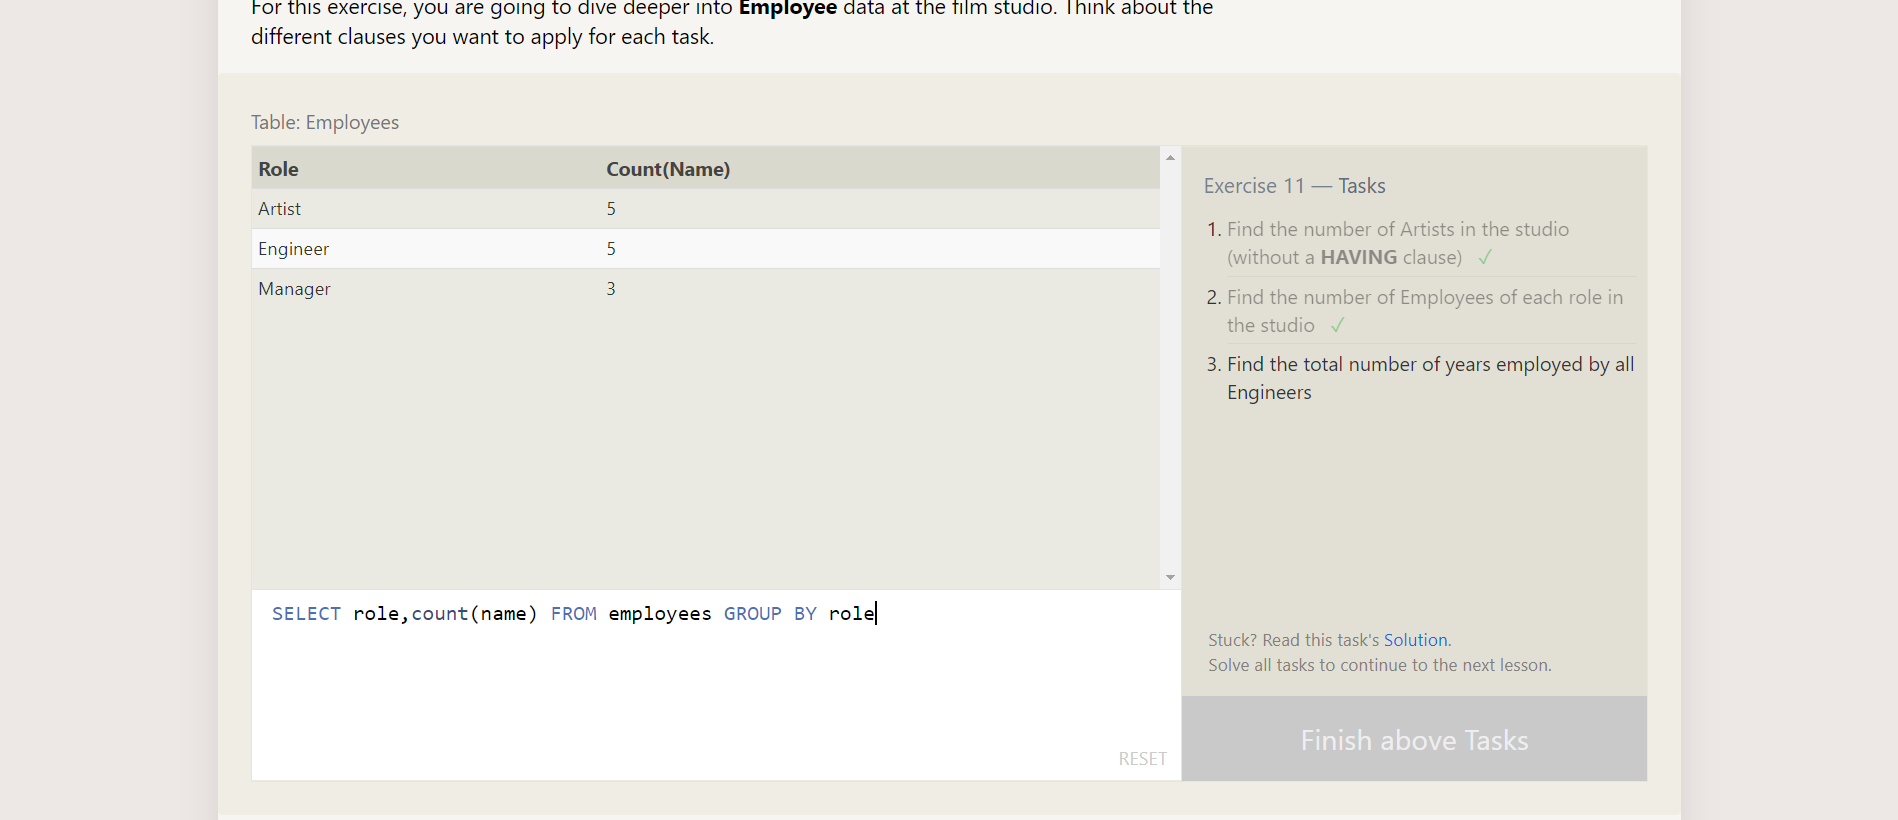 For this exercise, you are going to dive deeper into Employee data at the film studio. Think about the
different clauses you want to apply for each task.
Table: Employees
Role Count(Name)
Artist 5
Engineer 5
Manager 3
SELECT role,count(name) FROM employees GROUP BY role
RESET
Exercise 11 — Tasks
1. Find the number of Artists in the studio
(without a HAVING clause) ✓
2. Find the number of Employees of each role in
the studio ✓
3. Find the total number of years employed by all
Engineers
Stuck? Read this task's Solution.
Solve all tasks to continue to the next lesson.
Finish above Tasks